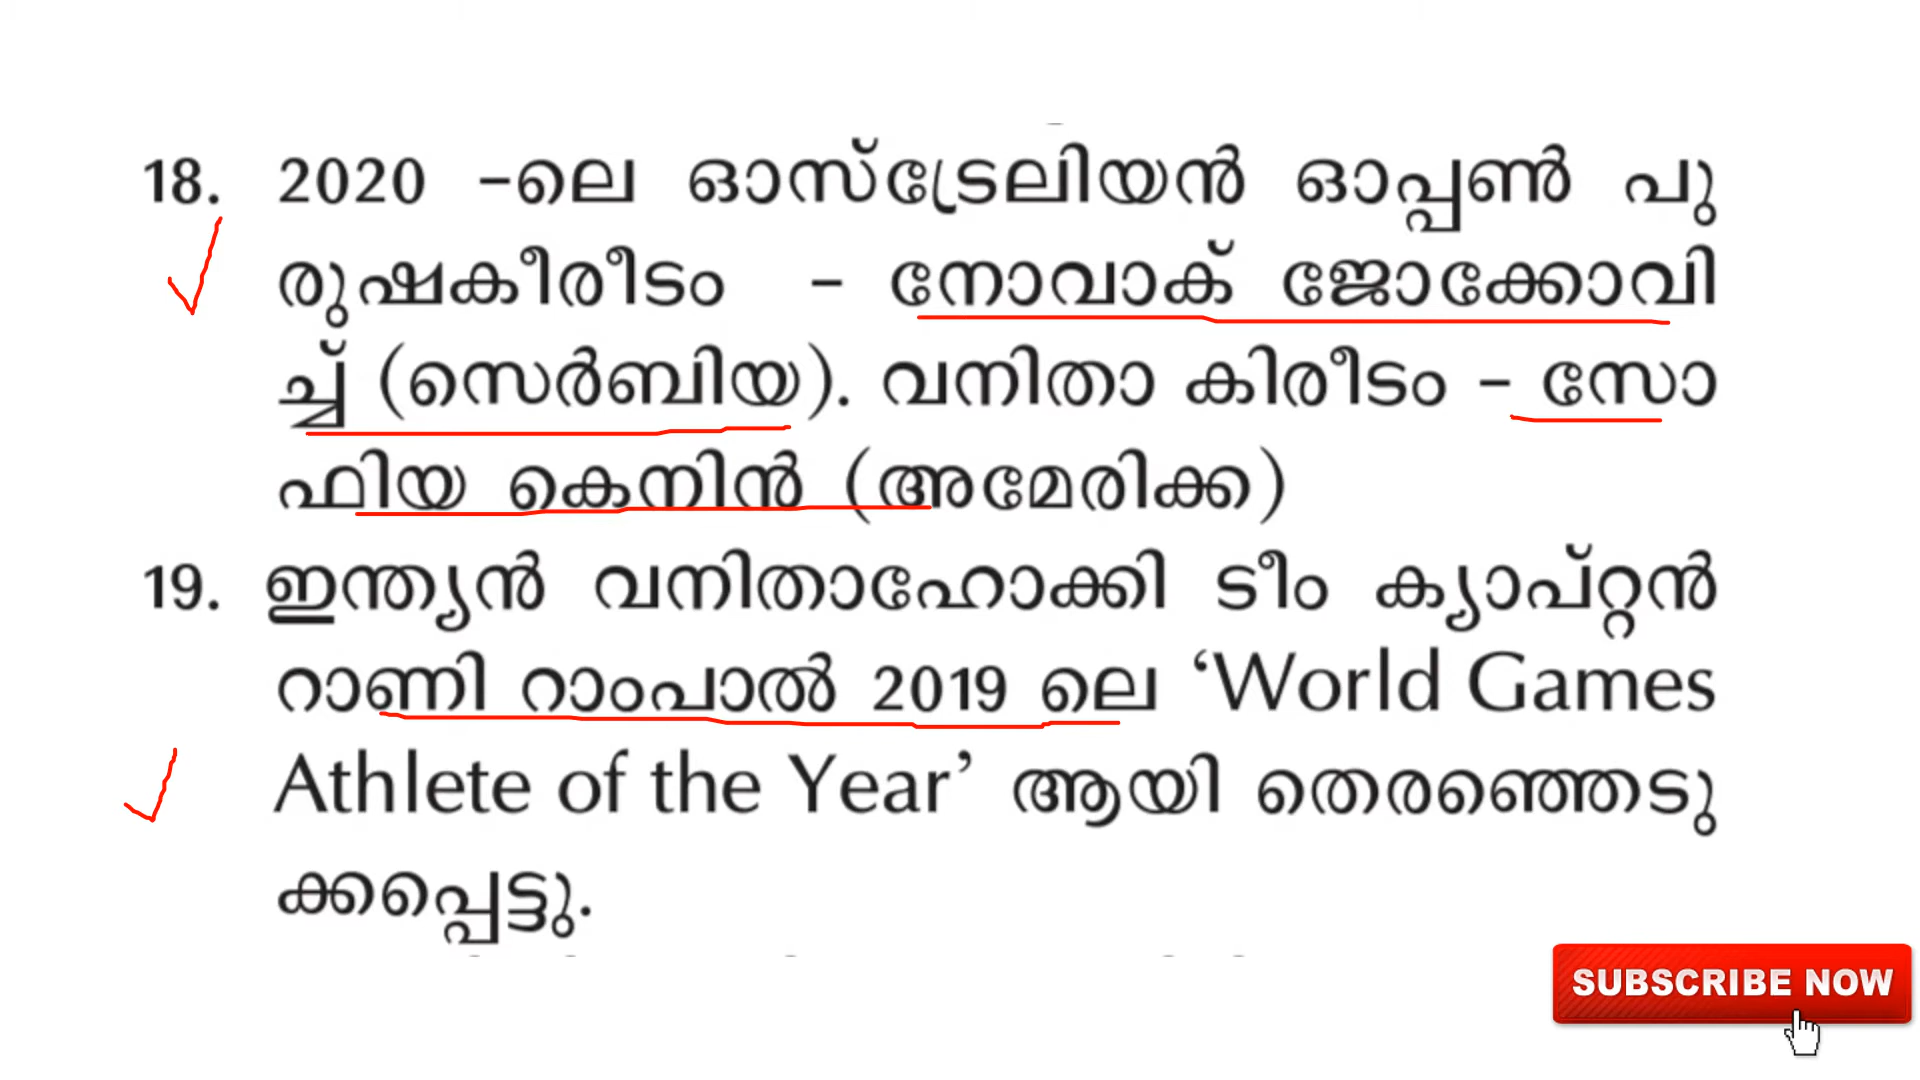 18. 2020 -ലെ ഓസ്ട്രേലിയൻ ഓപ്പൺ പു
രുഷകീരീടം - നോവാക് ജോക്കോവി
ച്ച് (സെർബിയ). വനിതാ കിരീടം - സോ
ഫിയ കെനിൻ (അമേരിക്ക)
19. ഇന്ത്യൻ വനിതാഹോക്കി ടീം ക്യാപ്റ്റൻ
റാണി റാംപാൽ 2019 ലെ ‘World Games
Athlete of the Year’ ആയി തെരഞ്ഞെടു
ക്കപ്പെട്ടു.
SUBSCRIBE NOW